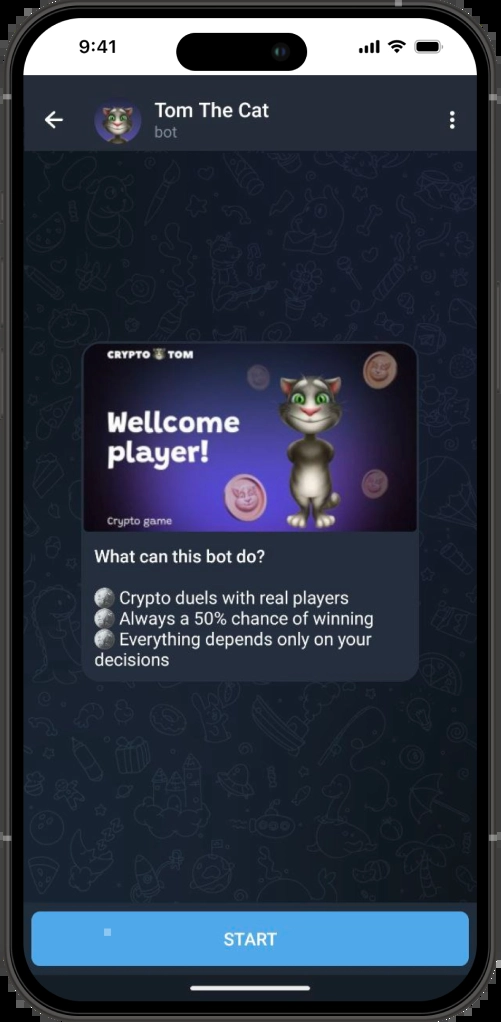 9:41
Tom The Cat
bot
CRYPTO TOM
Wellcome
player!
Crypto game
What can this bot do?
Crypto duels with real players
Always a 50% chance of winning
Everything depends only on your
decisions
START